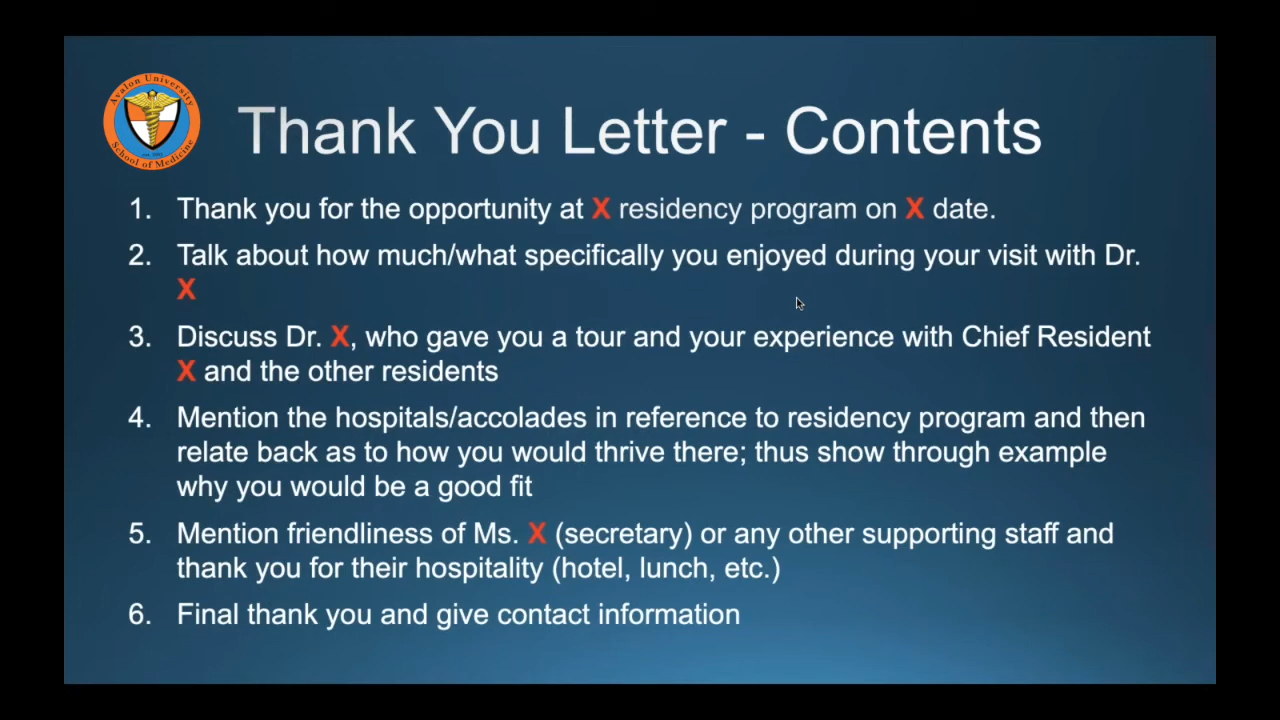 Avalon University
School of Medicine
Thank You Letter - Contents
1. Thank you for the opportunity at X residency program on X date.
2. Talk about how much/what specifically you enjoyed during your visit with Dr.
X
3. Discuss Dr. X, who gave you a tour and your experience with Chief Resident
X and the other residents
4. Mention the hospitals/accolades in reference to residency program and then
relate back as to how you would thrive there; thus show through example
why you would be a good fit
5. Mention friendliness of Ms. X (secretary) or any other supporting staff and
thank you for their hospitality (hotel, lunch, etc.)
6. Final thank you and give contact information